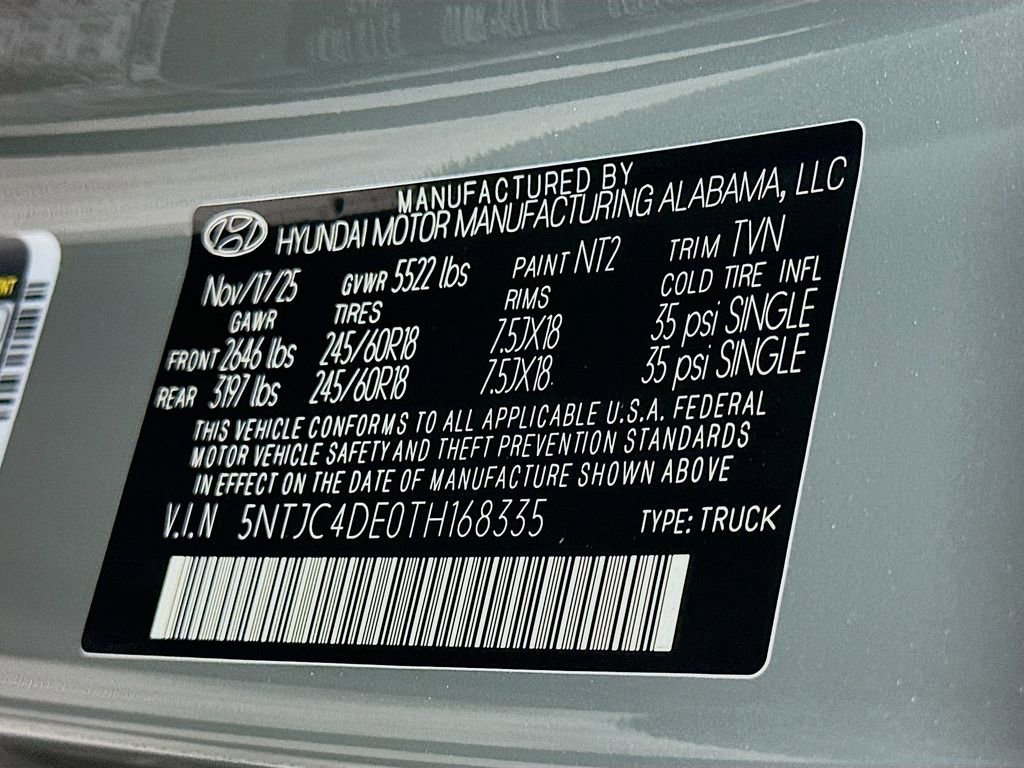 MANUFACTURED BY
HYUNDAI MOTOR MANUFACTURING ALABAMA, LLC
Nov/17/25 GVWR 5522 lbs PAINT NT2 TRIM TVN
GAWR TIRES RIMS COLD TIRE INFL
FRONT 2646 lbs 245/60R18 7.5JX18 35 psi SINGLE
REAR 3197 lbs 245/60R18 7.5JX18 35 psi SINGLE
THIS VEHICLE CONFORMS TO ALL APPLICABLE U.S.A. FEDERAL
MOTOR VEHICLE SAFETY AND THEFT PREVENTION STANDARDS
IN EFFECT ON THE DATE OF MANUFACTURE SHOWN ABOVE
V.I.N 5NTJC4DE0TH168335 TYPE: TRUCK